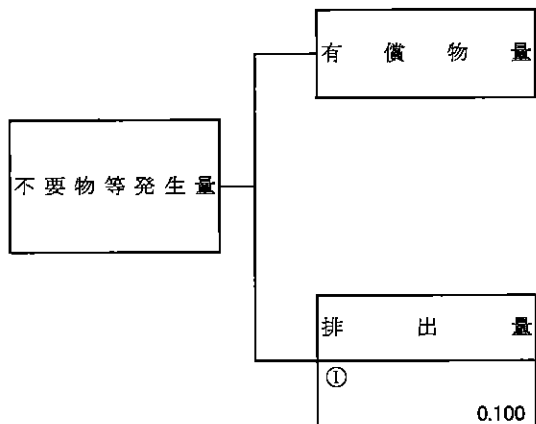 有償物量
不要物等発生量
排出量
①
0.100